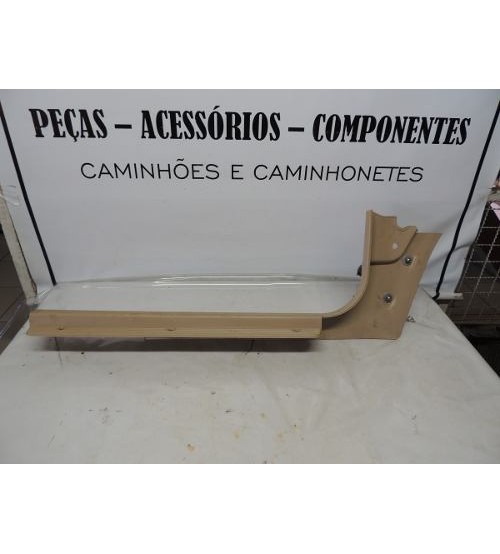 PEÇAS – ACESSÓRIOS – COMPONENTES
CAMINHÕES E CAMINHONETES